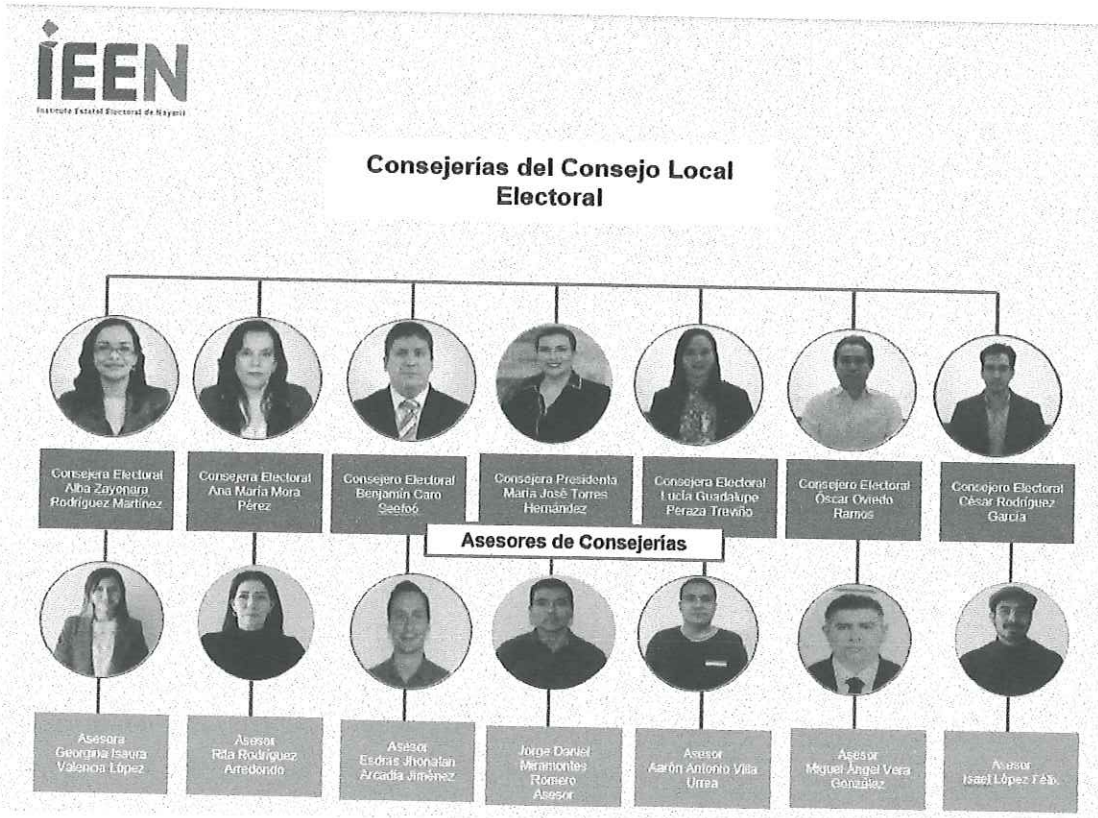 iEEN
Instituto Estatal Electoral de Nayarit
Consejerías del Consejo Local
Electoral
Consejera Electoral
Alba Zayonara
Rodríguez Martínez
Consejera Electoral
Ana María Mora
Pérez
Consejero Electoral
Benjamín Caro
Seefoó
Consejera Presidenta
María José Torres
Hernández
Consejera Electoral
Lucía Guadalupe
Peraza Treviño
Consejero Electoral
Óscar Oviedo
Ramos
Consejero Electoral
César Rodríguez
García
Asesores de Consejerías
Asesora
Georgina Isaura
Valencia López
Asesor
Rita Rodríguez
Arredondo
Asesor
Esdras Jhonatan
Arcadia Jiménez
Jorge Daniel
Miramontes
Romero
Asesor
Asesor
Aarón Antonio Villa
Urrea
Asesor
Miguel Ángel Vera
González
Asesor
Isael López